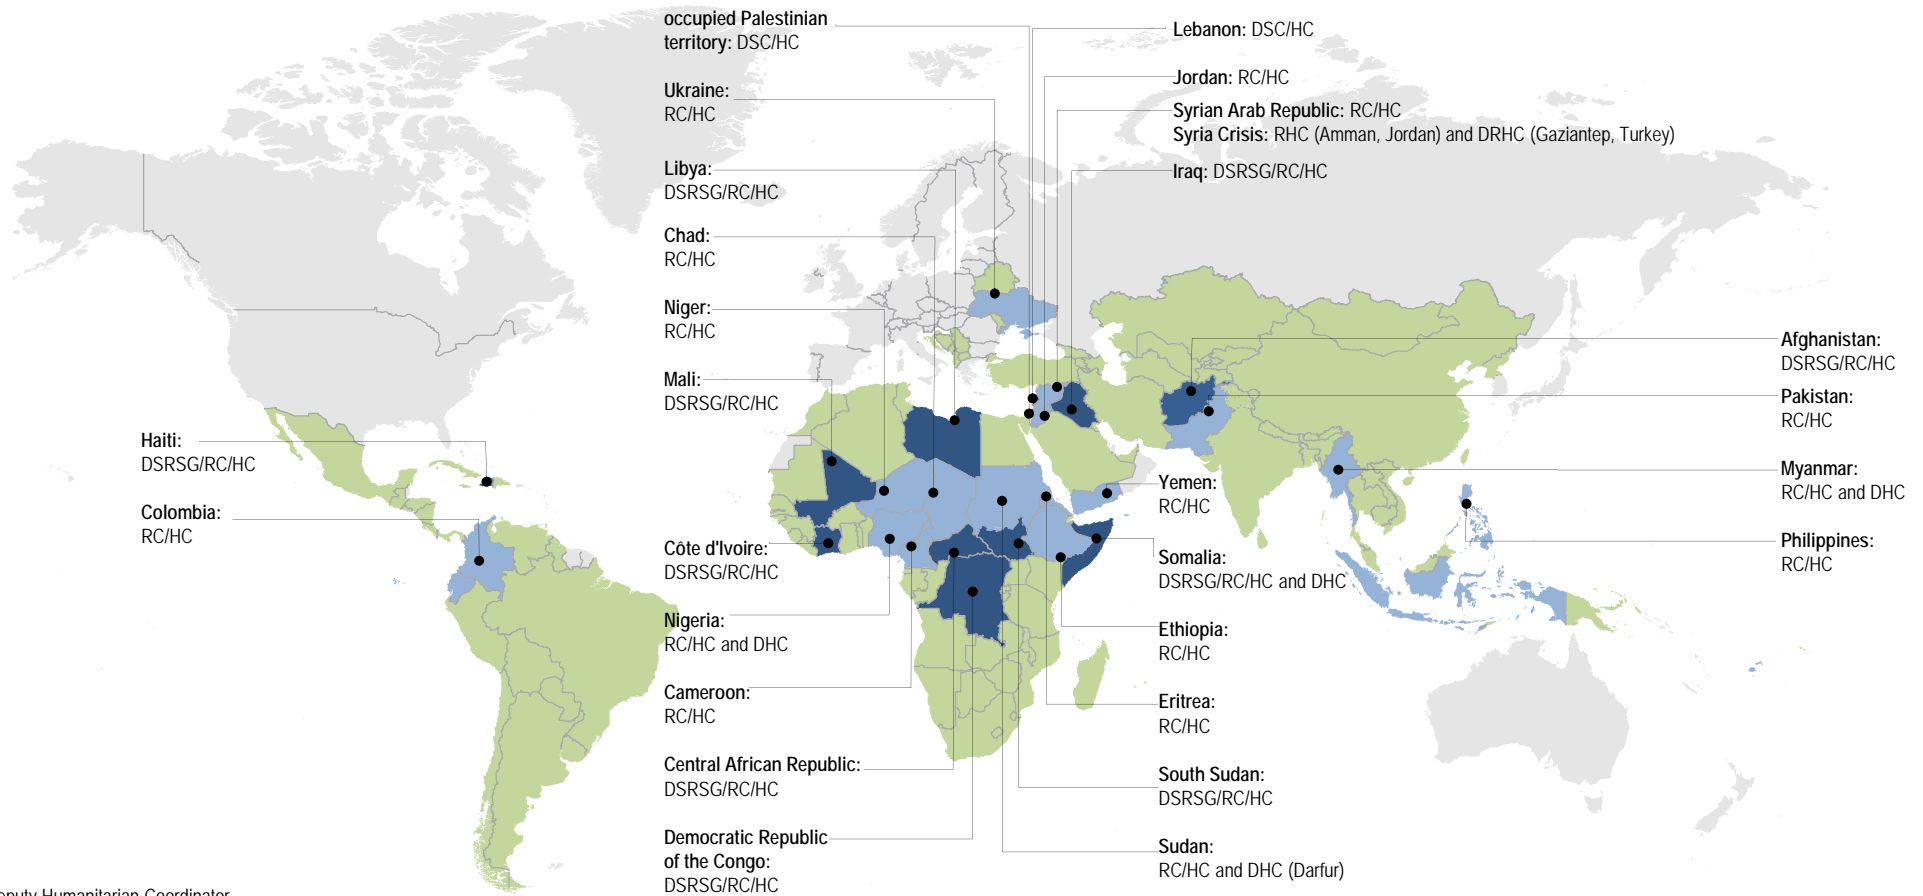 occupied Palestinian
territory: DSC/HC
Ukraine:
RC/HC
Libya:
DSRSG/RC/HC
Chad:
RC/HC
Niger:
RC/HC
Mali:
DSRSG/RC/HC
Haiti:
DSRSG/RC/HC
Colombia:
RC/HC
Côte d'Ivoire:
DSRSG/RC/HC
Nigeria:
RC/HC and DHC
Cameroon:
RC/HC
Central African Republic:
DSRSG/RC/HC
Democratic Republic
of the Congo:
DSRSG/RC/HC
Lebanon: DSC/HC
Jordan: RC/HC
Syrian Arab Republic: RC/HC
Syria Crisis: RHC (Amman, Jordan) and DRHC (Gaziantep, Turkey)
Iraq: DSRSG/RC/HC
Yemen:
RC/HC
Somalia:
DSRSG/RC/HC and DHC
Ethiopia:
RC/HC
Eritrea:
RC/HC
South Sudan:
DSRSG/RC/HC
Sudan:
RC/HC and DHC (Darfur)
Afghanistan:
DSRSG/RC/HC
Pakistan:
RC/HC
Myanmar:
RC/HC and DHC
Philippines:
RC/HC
Humanitarian Coordinator